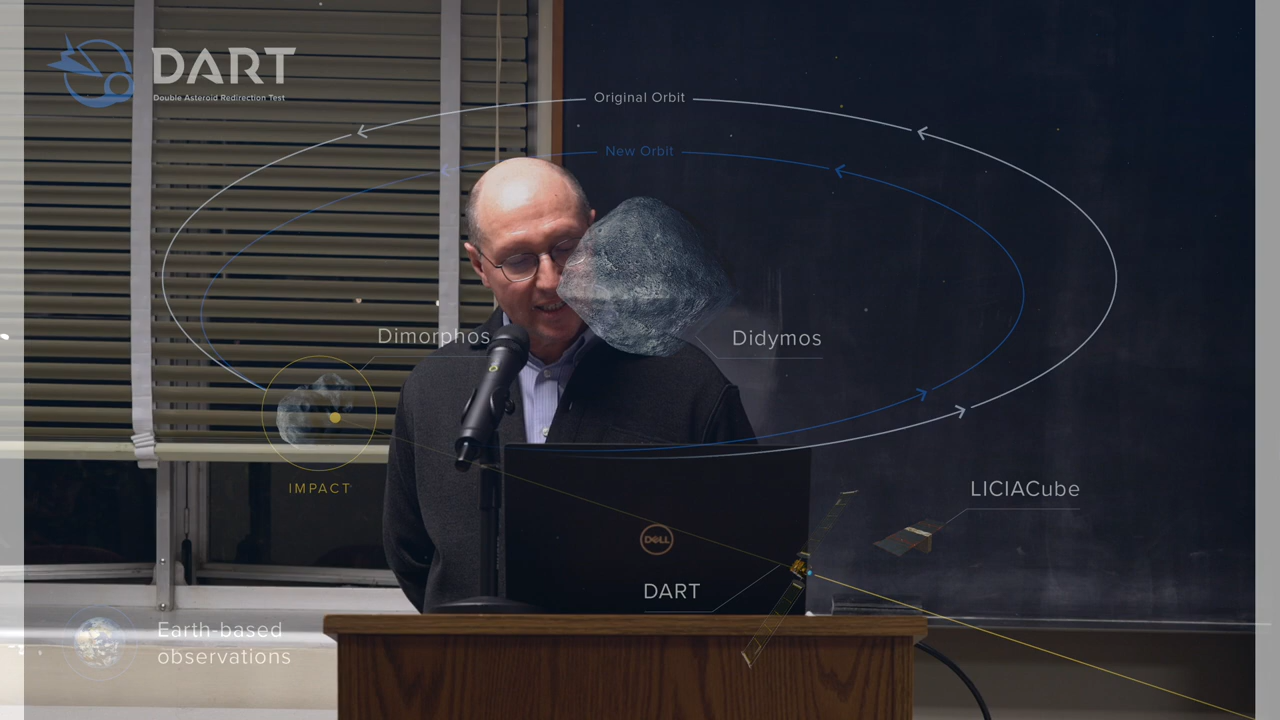 DART
Double Asteroid Redirection Test
Original Orbit
New Orbit
Dimorphos
Didymos
IMPACT
LICIACube
DELL
DART
Earth-based
observations